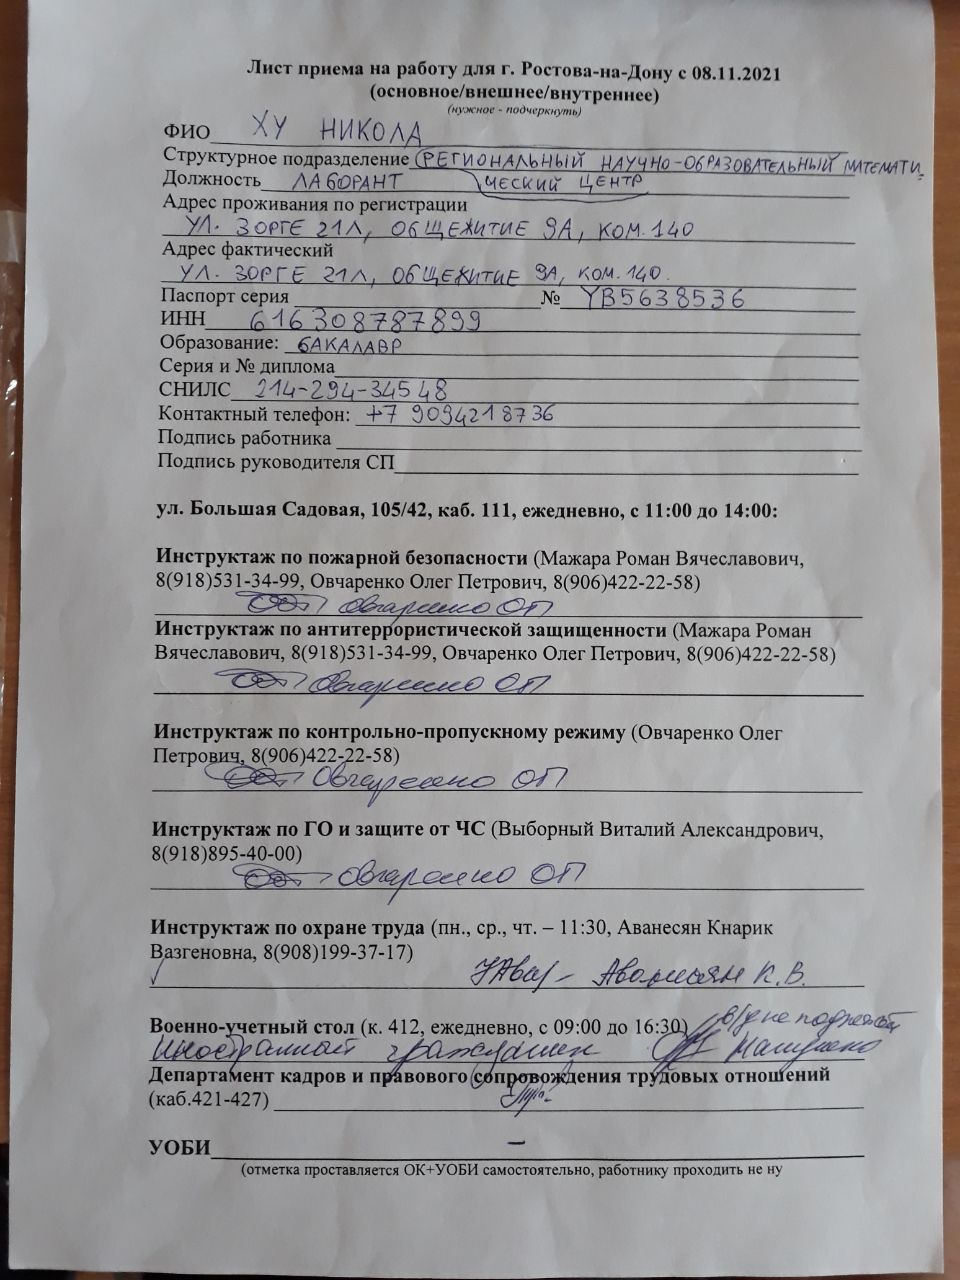 Лист приема на работу для г. Ростова-на-Дону с 08.11.2021
(основное/внешнее/внутреннее)
(нужное - подчеркнуть)
ФИО ХУ НИКОЛА
Структурное подразделение РЕГИОНАЛЬНЫЙ НАУЧНО-ОБРАЗОВАТЕЛЬНЫЙ МАТЕМАТИ-
Должность ЛАБОРАНТ ЧЕСКИЙ ЦЕНТР
Адрес проживания по регистрации
УЛ. ЗОРГЕ 21Л, ОБЩЕЖИТИЕ 9А, КОМ. 140
Адрес фактический
УЛ. ЗОРГЕ 21Л, ОБЩЕЖИТИЕ 9А, КОМ. 140.
Паспорт серия № YB5638536
ИНН 616308787899
Образование: БАКАЛАВР
Серия и № диплома
СНИЛС 214-294-345 48
Контактный телефон: +7 9094218736
Подпись работника
Подпись руководителя СП
ул. Большая Садовая, 105/42, каб. 111, ежедневно, с 11:00 до 14:00:
Инструктаж по пожарной безопасности (Мажара Роман Вячеславович,
8(918)531-34-99, Овчаренко Олег Петрович, 8(906)422-22-58)
Овчаренко ОП
Инструктаж по антитеррористической защищенности (Мажара Роман
Вячеславович, 8(918)531-34-99, Овчаренко Олег Петрович, 8(906)422-22-58)
Овчаренко ОП
Инструктаж по контрольно-пропускному режиму (Овчаренко Олег
Петрович, 8(906)422-22-58)
Овчаренко ОП
Инструктаж по ГО и защите от ЧС (Выборный Виталий Александрович,
8(918)895-40-00)
Овчаренко ОП
Инструктаж по охране труда (пн., ср., чт. – 11:30, Аванесян Кнарик
Вазгеновна, 8(908)199-37-17)
Аванесян К.В.
Военно-учетный стол (к. 412, ежедневно, с 09:00 до 16:30) в/у не подлежит
Иностранный гражданин
Департамент кадров и правового сопровождения трудовых отношений
(каб.421-427)
УОБИ –
(отметка проставляется ОК+УОБИ самостоятельно, работнику проходить не ну